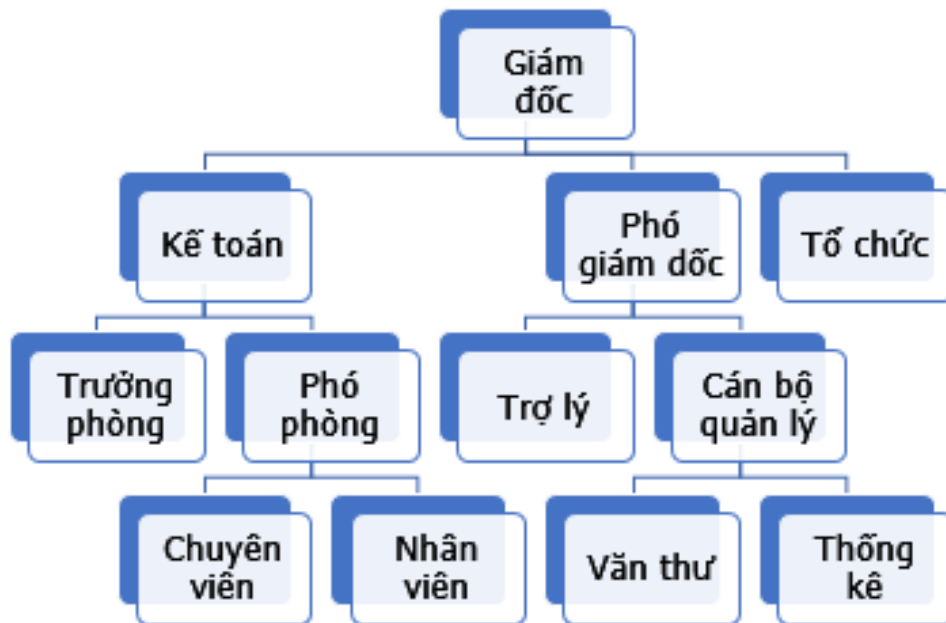 Giám
đốc
Kế toán
Phó
giám dốc
Tổ chức
Trưởng
phòng
Phó
phòng
Trợ lý
Cán bộ
quản lý
Chuyên
viên
Nhân
viên
Văn thư
Thống
kê